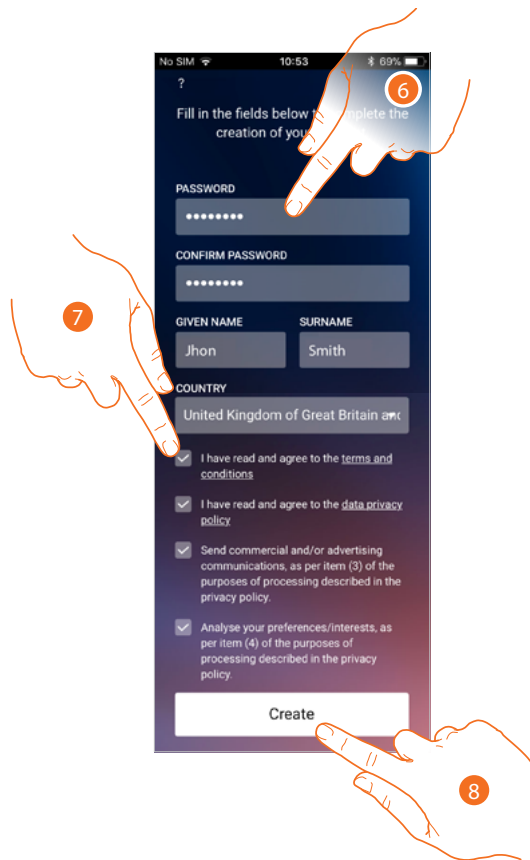 No SIM 10:53 69%
6
?
Fill in the fields below the
creation of
PASSWORD
••••••••
CONFIRM PASSWORD
••••••••
7
GIVEN NAME SURNAME
Jhon Smith
COUNTRY
United Kingdom of Great Britain
I have read and agree to the terms and
conditions
I have read and agree to the data privacy
policy
Send commercial and/or advertising
communications, as per item (3) of the
purposes of processing described in the
privacy policy.
Analyse your preferences/interests, as
per item (4) of the purposes of
processing described in the privacy
policy.
Create
8